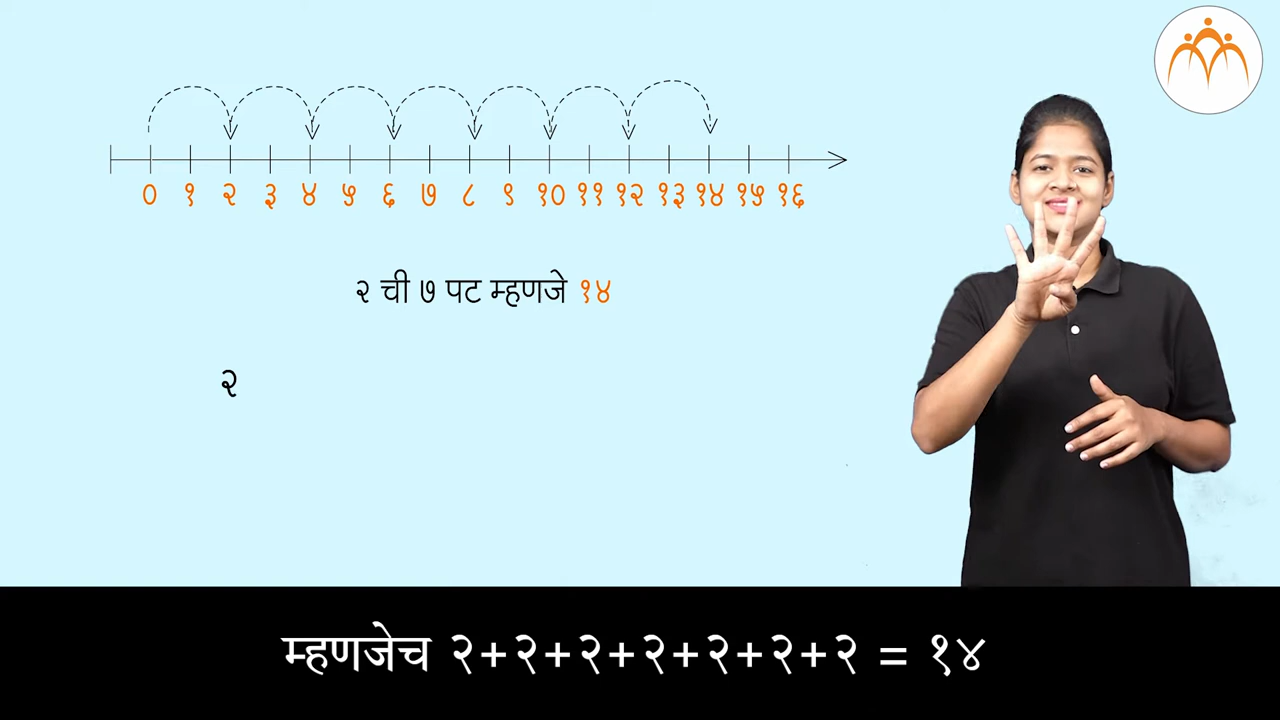 ० १ २ ३ ४ ५ ६ ७ ८ ९ १० ११ १२ १३ १४ १५ १६
२ ची ७ पट म्हणजे १४
२
म्हणजेच २+२+२+२+२+२+२ = १४